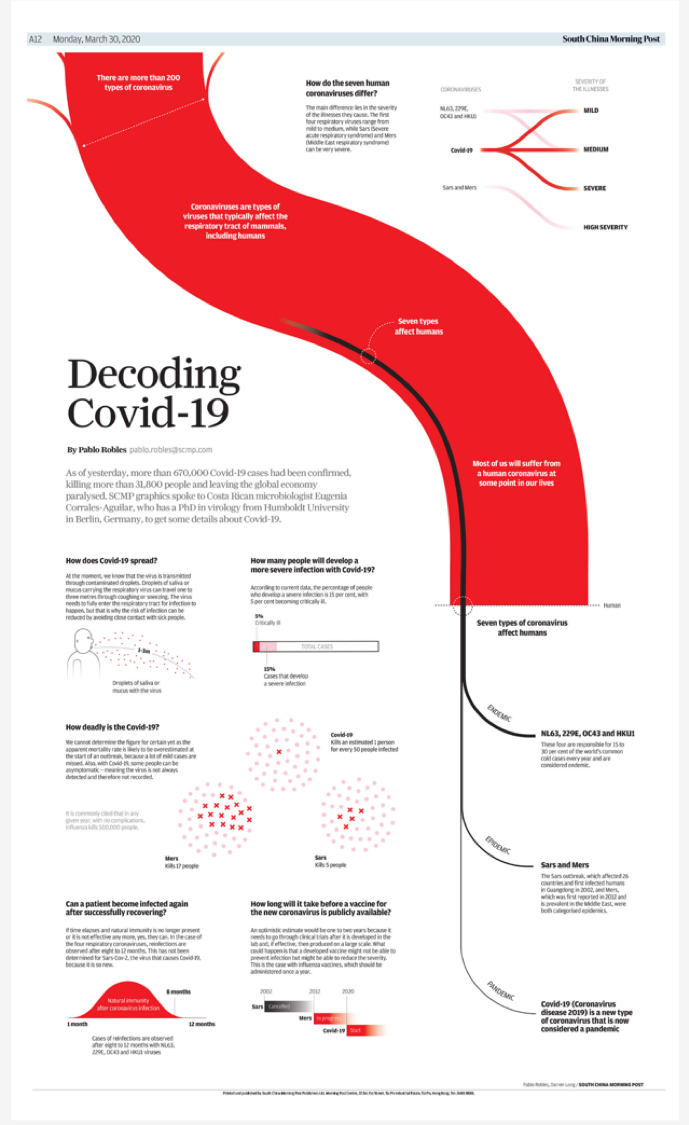 A12 Monday, March 30, 2020
South China Morning Post
There are more than 200
types of coronavirus
Coronaviruses are types of
viruses that typically affect the
respiratory tract of mammals,
including humans
How do the seven human
coronaviruses differ?
The main difference lies in the severity
of the illnesses they cause. The first
four respiratory viruses range from
mild to medium, while Sars (Severe
acute respiratory syndrome) and Mers
(Middle East respiratory syndrome)
can be very severe.
CORONAVIRUSES
SEVERITY OF
THE ILLNESSES
NL63, 229E,
OC43 and HKU1
Covid-19
Sars and Mers
MILD
MEDIUM
SEVERE
HIGH SEVERITY
Seven types
affect humans
Decoding
Covid-19
By Pablo Robles pablo.robles@scmp.com
As of yesterday, more than 670,000 Covid-19 cases had been confirmed,
killing more than 31,800 people and leaving the global economy
paralysed. SCMP graphics spoke to Costa Rican microbiologist Eugenia
Corrales-Aguilar, who has a PhD in virology from Humboldt University
in Berlin, Germany, to get some details about Covid-19.
Most of us will suffer from
a human coronavirus at
some point in our lives
Human
Seven types of coronavirus
affect humans
How does Covid-19 spread?
At the moment, we know that the virus is transmitted
through contaminated droplets. Droplets of saliva or
mucus carrying the respiratory virus can travel one to
three metres through coughing or sneezing. The virus
needs to fully enter the respiratory tract for infection to
happen, but that is why the risk of infection can be
reduced by avoiding close contact with sick people.
1-3m
Droplets of saliva or
mucus with the virus
How many people will develop a
more severe infection with Covid-19?
According to current data, the percentage of people
who develop a severe infection is 15 per cent, with
5 per cent becoming critically ill.
5%
Critically ill
TOTAL CASES
15%
Cases that develop
a severe infection
How deadly is the Covid-19?
We cannot determine the figure for certain yet as the
apparent mortality rate is likely to be overestimated at
the start of an outbreak, because a lot of mild cases are
missed. Also, with Covid-19, some people can be
asymptomatic – meaning the virus is not always
detected and therefore not recorded.
It is commonly cited that in any
given year, with no complications,
influenza kills 500,000 people.
Covid-19
Kills an estimated 1 person
for every 50 people infected
Mers
Kills 17 people
Sars
Kills 5 people
ENDEMIC
NL63, 229E, OC43 and HKU1
These four are responsible for 15 to
30 per cent of the world's common
cold cases every year and are
considered endemic.
EPIDEMIC
Sars and Mers
The Sars outbreak, which affected 26
countries and first infected humans
in Guangdong in 2002, and Mers,
which was first reported in 2012 and
is prevalent in the Middle East, were
both categorised epidemics.
PANDEMIC
Covid-19 (Coronavirus
disease 2019) is a new type
of coronavirus that is now
considered a pandemic
Can a patient become infected again
after successfully recovering?
If time elapses and natural immunity is no longer present
or it is not effective any more, yes, they can. In the case of
the four respiratory coronaviruses, reinfections are
observed after eight to 12 months. This has not been
determined for Sars-Cov-2, the virus that causes Covid-19,
because it is so new.
Natural immunity
after coronavirus infection
8 months
1 month
12 months
Cases of reinfections are observed
after eight to 12 months with NL63,
229E, OC43 and HKU1 viruses
How long will it take before a vaccine for
the new coronavirus is publicly available?
An optimistic estimate would be one to two years because it
needs to go through clinical trials after it is developed in the
lab and, if effective, then produced on a large scale. What
could happen is that a developed vaccine might not be able to
prevent infection but might be able to reduce the severity.
This is the case with influenza vaccines, which should be
administered once a year.
2002
2012
2020
Sars Cancelled
Mers In progress
Covid-19 Start
Pablo Robles, Darren Long / SOUTH CHINA MORNING POST